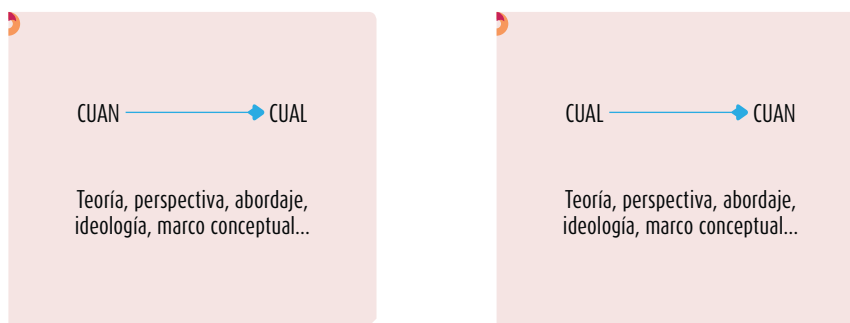 CUAN CUAL
Teoría, perspectiva, abordaje,
ideología, marco conceptual...
CUAL CUAN
Teoría, perspectiva, abordaje,
ideología, marco conceptual...